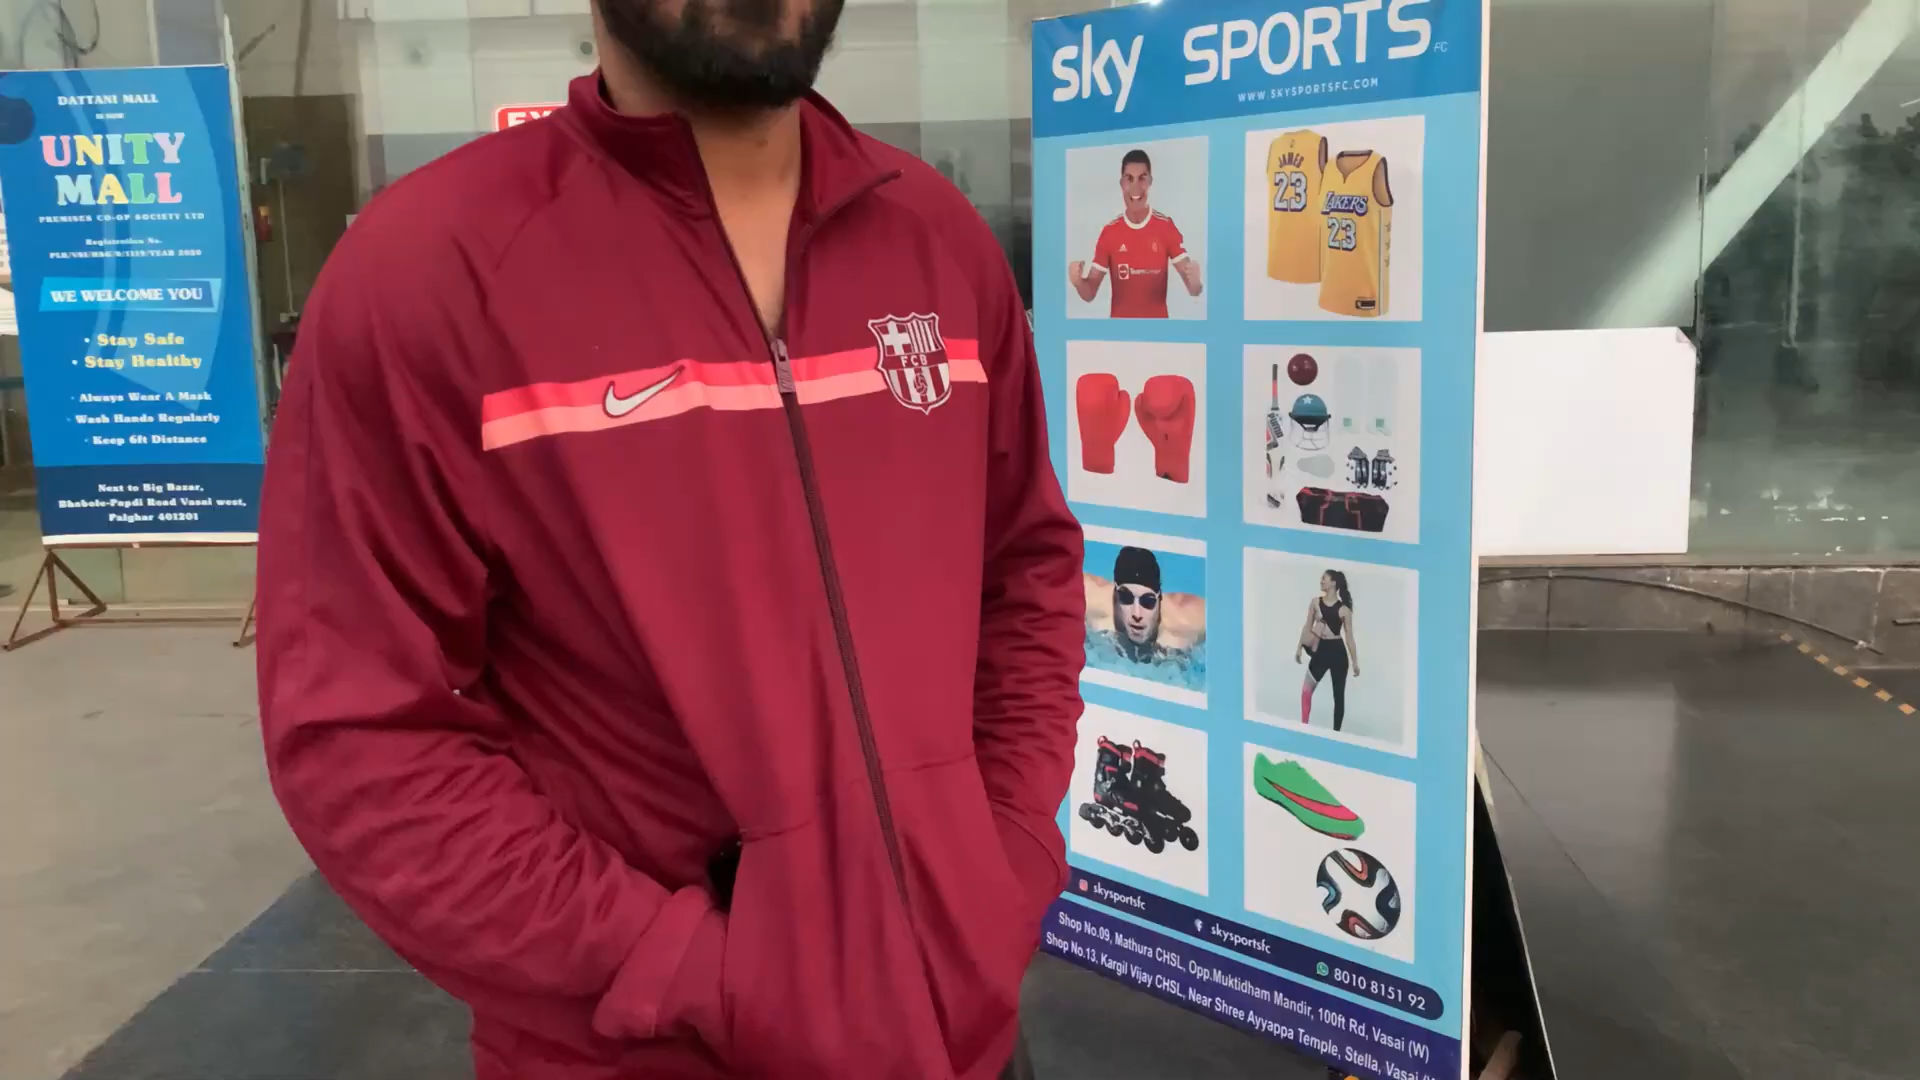 DATTANI MALL
IS NOW
UNITY
MALL
PREMISES CO-OP SOCIETY LTD
Registration No.
WE WELCOME YOU
• Stay Safe
• Stay Healthy
· Always Wear A Mask
· Wash Hands Regularly
· Keep 6ft Distance
Next to Big Bazar,
Bhabola-Papdi Road Vasai west,
Palghar 401201
EX
FCB
sky SPORTS FC
WWW.SKYSPORTSFC.COM
TeamViewer
JAMES
23
LAKERS
23
skysportsfc
skysportsfc
8010 8151 92
Shop No.09, Mathura CHSL, Opp.Muktidham Mandir, 100ft Rd, Vasai (W)
Shop No.13, Kargil Vijay CHSL, Near Shree Ayyappa Temple, Stella, Vasai